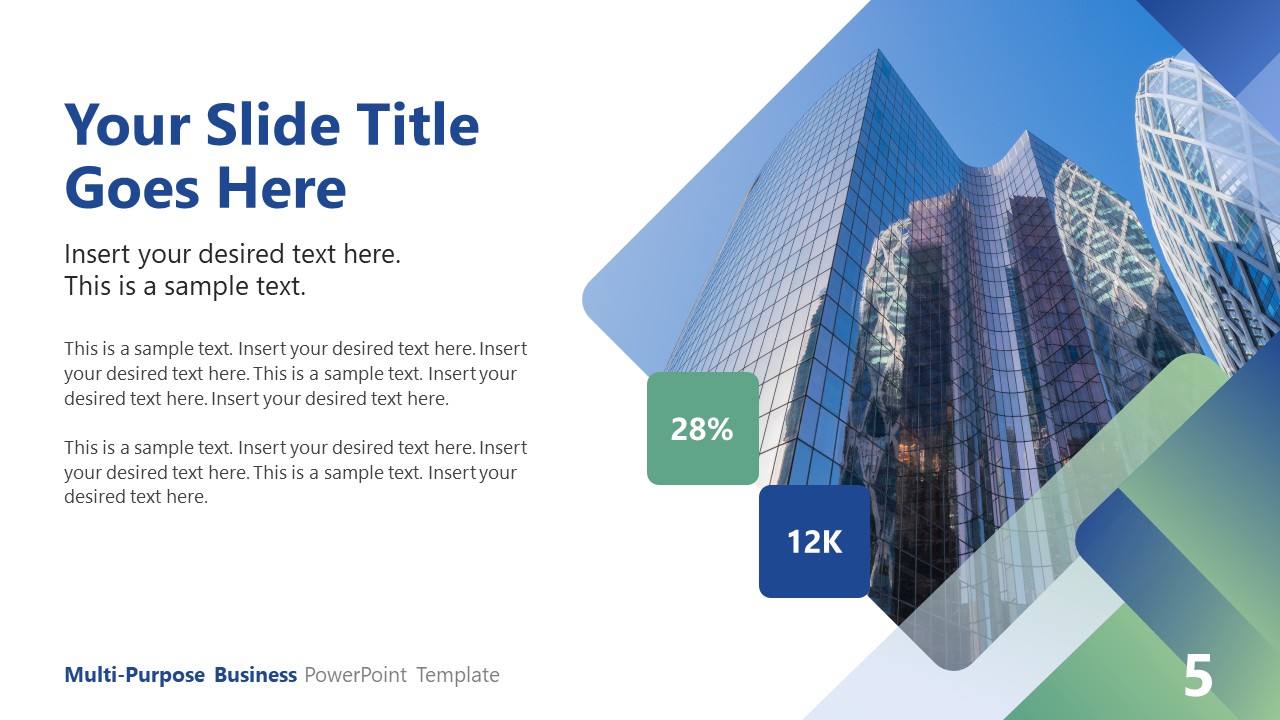 Your Slide Title
Goes Here
Insert your desired text here.
This is a sample text.
This is a sample text. Insert your desired text here. Insert
your desired text here. This is a sample text. Insert your
desired text here. Insert your desired text here.
This is a sample text. Insert your desired text here. Insert
your desired text here. This is a sample text. Insert your
desired text here.
28%
12K
Multi-Purpose Business PowerPoint Template
5